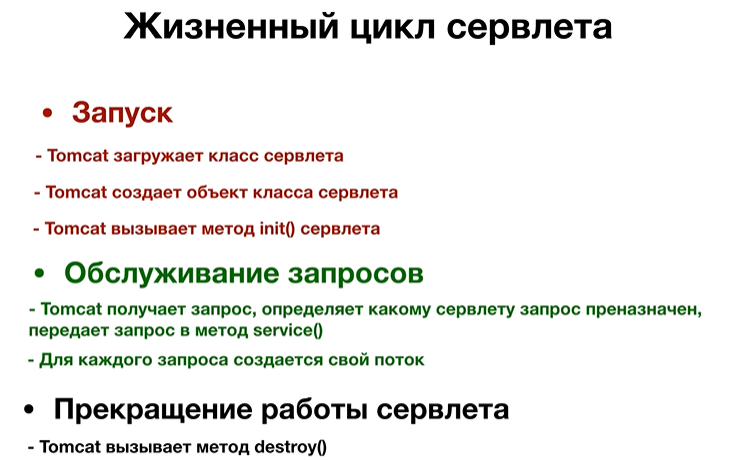 Жизненный цикл сервлета
• Запуск
- Tomcat загружает класс сервлета
- Tomcat создает объект класса сервлета
- Tomcat вызывает метод init() сервлета
• Обслуживание запросов
- Tomcat получает запрос, определяет какому сервлету запрос преназначен,
передает запрос в метод service()
- Для каждого запроса создается свой поток
• Прекращение работы сервлета
- Tomcat вызывает метод destroy()